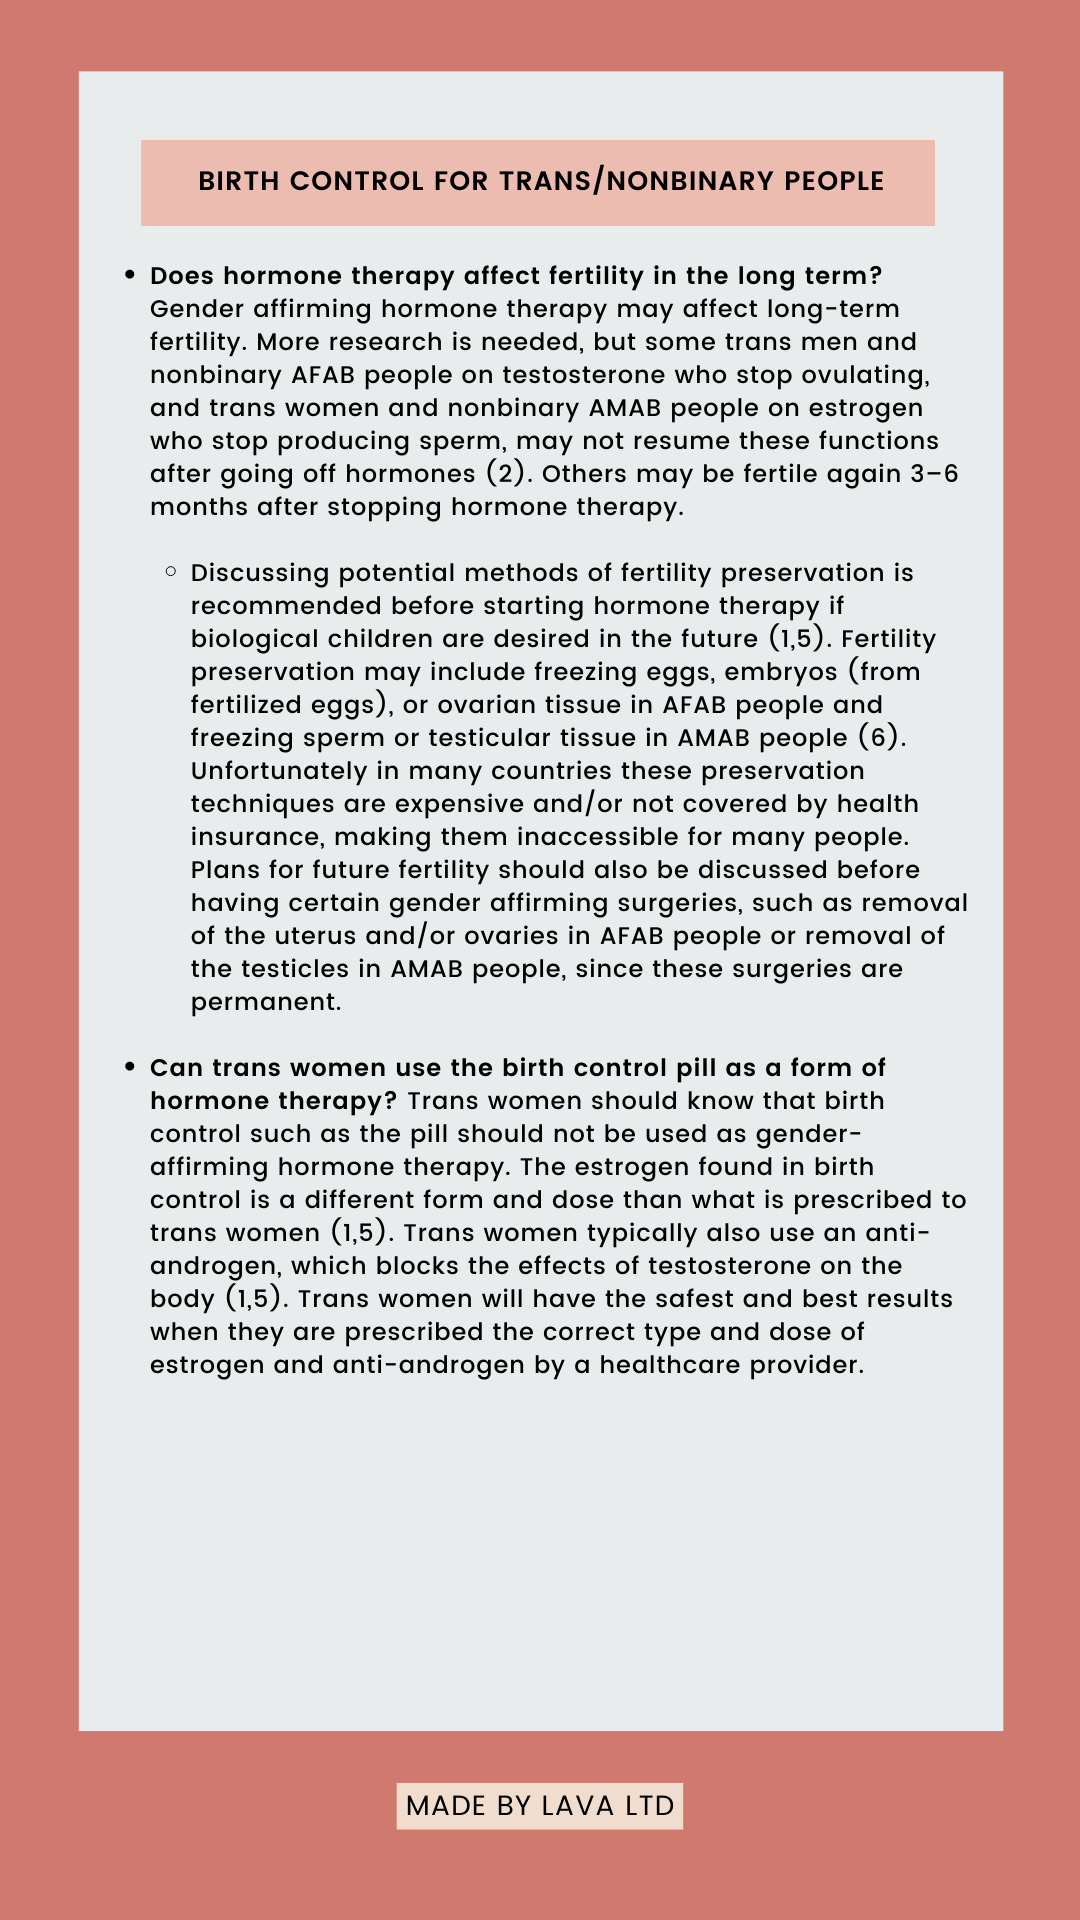 BIRTH CONTROL FOR TRANS/NONBINARY PEOPLE
• Does hormone therapy affect fertility in the long term?
Gender affirming hormone therapy may affect long-term
fertility. More research is needed, but some trans men and
nonbinary AFAB people on testosterone who stop ovulating,
and trans women and nonbinary AMAB people on estrogen
who stop producing sperm, may not resume these functions
after going off hormones (2). Others may be fertile again 3–6
months after stopping hormone therapy.
◦ Discussing potential methods of fertility preservation is
recommended before starting hormone therapy if
biological children are desired in the future (1,5). Fertility
preservation may include freezing eggs, embryos (from
fertilized eggs), or ovarian tissue in AFAB people and
freezing sperm or testicular tissue in AMAB people (6).
Unfortunately in many countries these preservation
techniques are expensive and/or not covered by health
insurance, making them inaccessible for many people.
Plans for future fertility should also be discussed before
having certain gender affirming surgeries, such as removal
of the uterus and/or ovaries in AFAB people or removal of
the testicles in AMAB people, since these surgeries are
permanent.
• Can trans women use the birth control pill as a form of
hormone therapy? Trans women should know that birth
control such as the pill should not be used as gender-
affirming hormone therapy. The estrogen found in birth
control is a different form and dose than what is prescribed to
trans women (1,5). Trans women typically also use an anti-
androgen, which blocks the effects of testosterone on the
body (1,5). Trans women will have the safest and best results
when they are prescribed the correct type and dose of
estrogen and anti-androgen by a healthcare provider.
MADE BY LAVA LTD